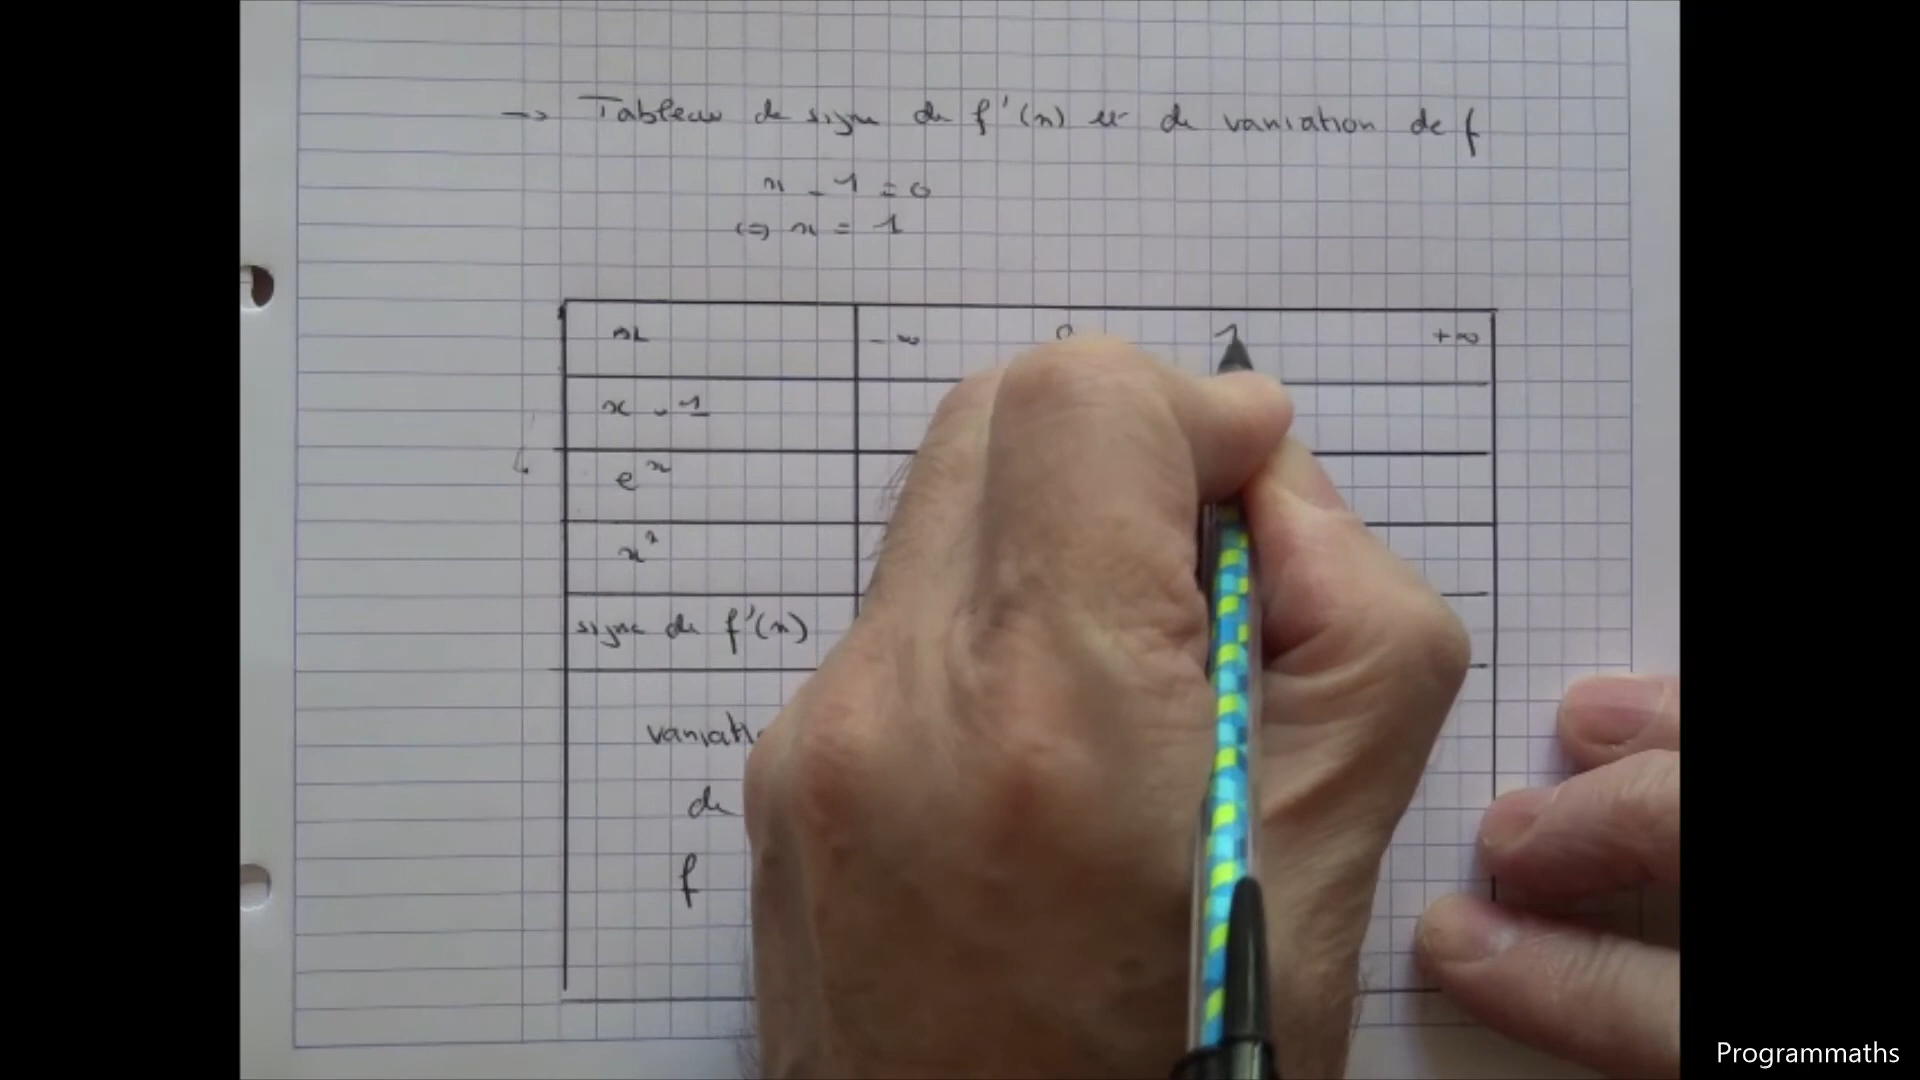 → Tableau de signe de f'(x) et de variation de f
x - 1 = 0
⇔ x = 1
x -∞ 0 1 +∞
x - 1
e^x
x²
signe de f'(x)
variati
de
f
Programmaths